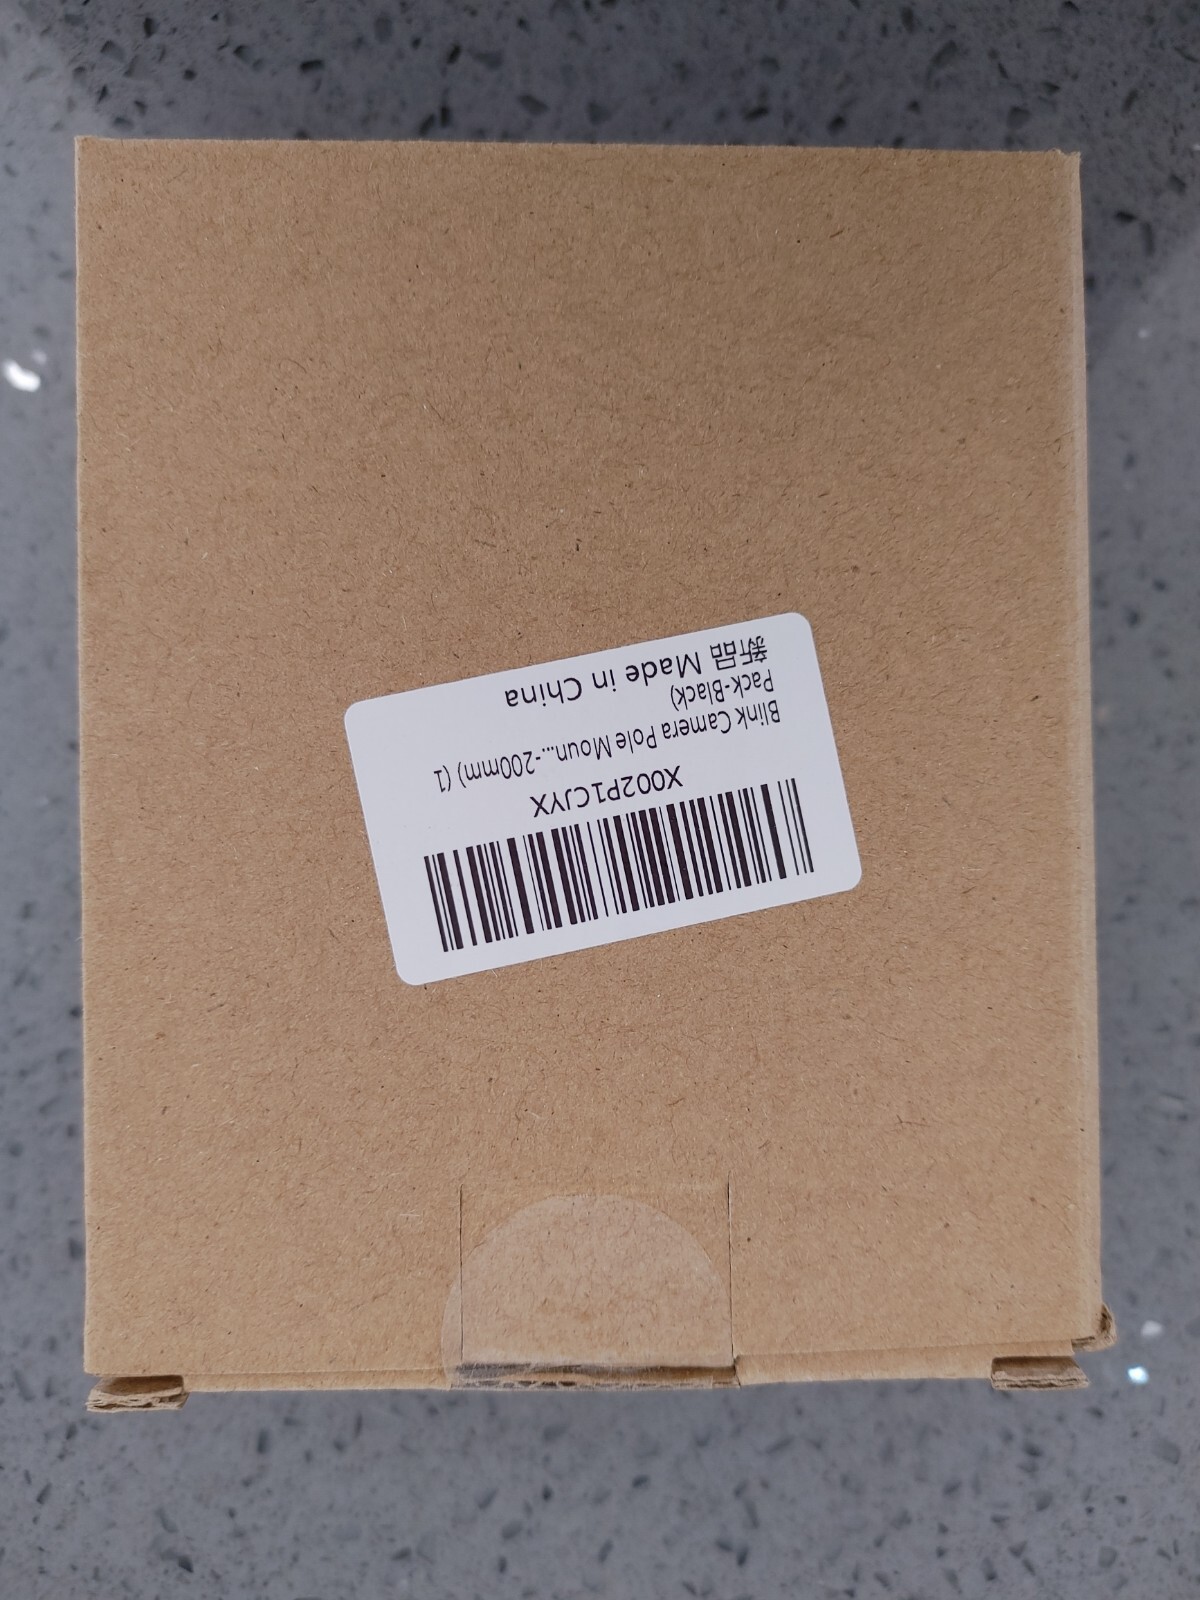 X002P1CJYX
Blink Camera Pole Moun...-200mm) (1
Pack-Black)
新品 Made in China